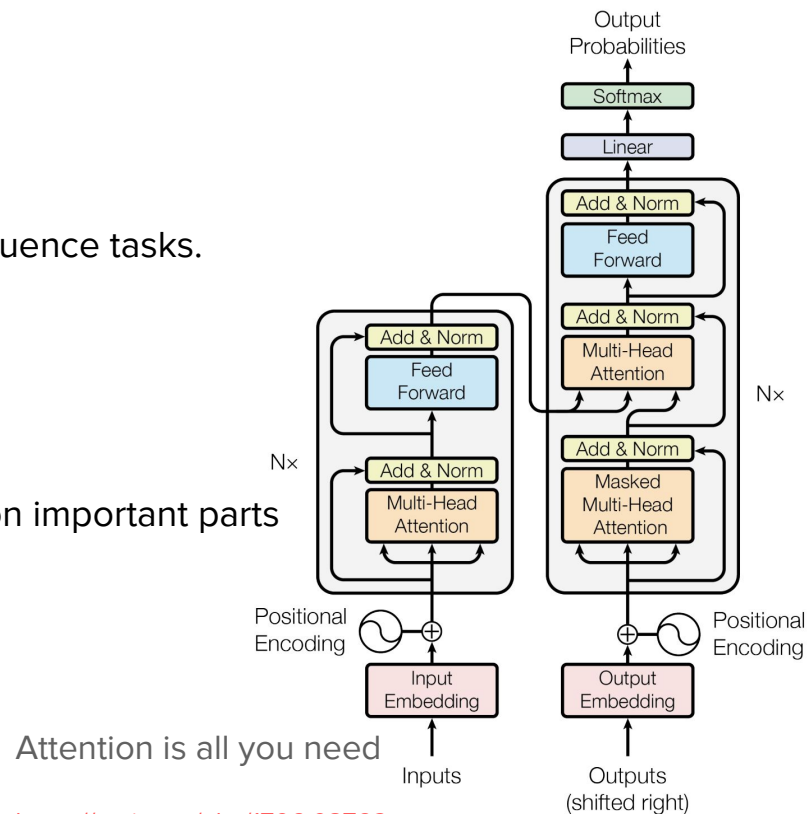 uence tasks.
on important parts
Attention is all you need
Output
Probabilities
Softmax
Linear
Add & Norm
Feed
Forward
Add & Norm
Multi-Head
Attention
Add & Norm
Masked
Multi-Head
Attention
Nx
Positional
Encoding
Output
Embedding
Outputs
(shifted right)
Add & Norm
Feed
Forward
Nx
Add & Norm
Multi-Head
Attention
Positional
Encoding
Input
Embedding
Inputs